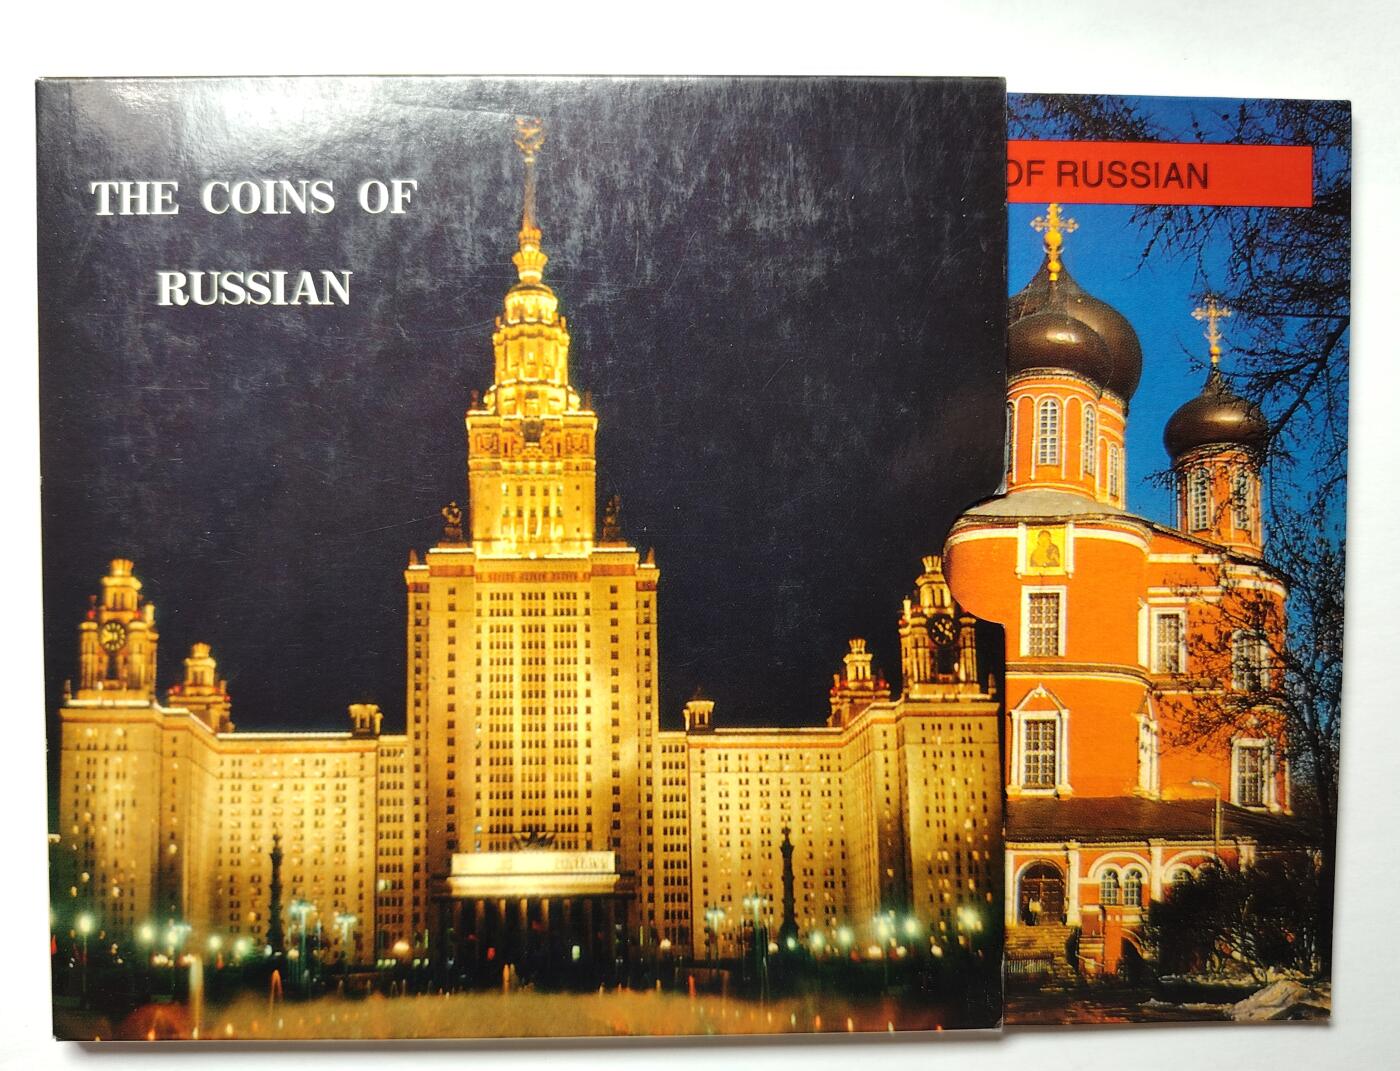 THE COINS OF
RUSSIAN
OF RUSSIAN